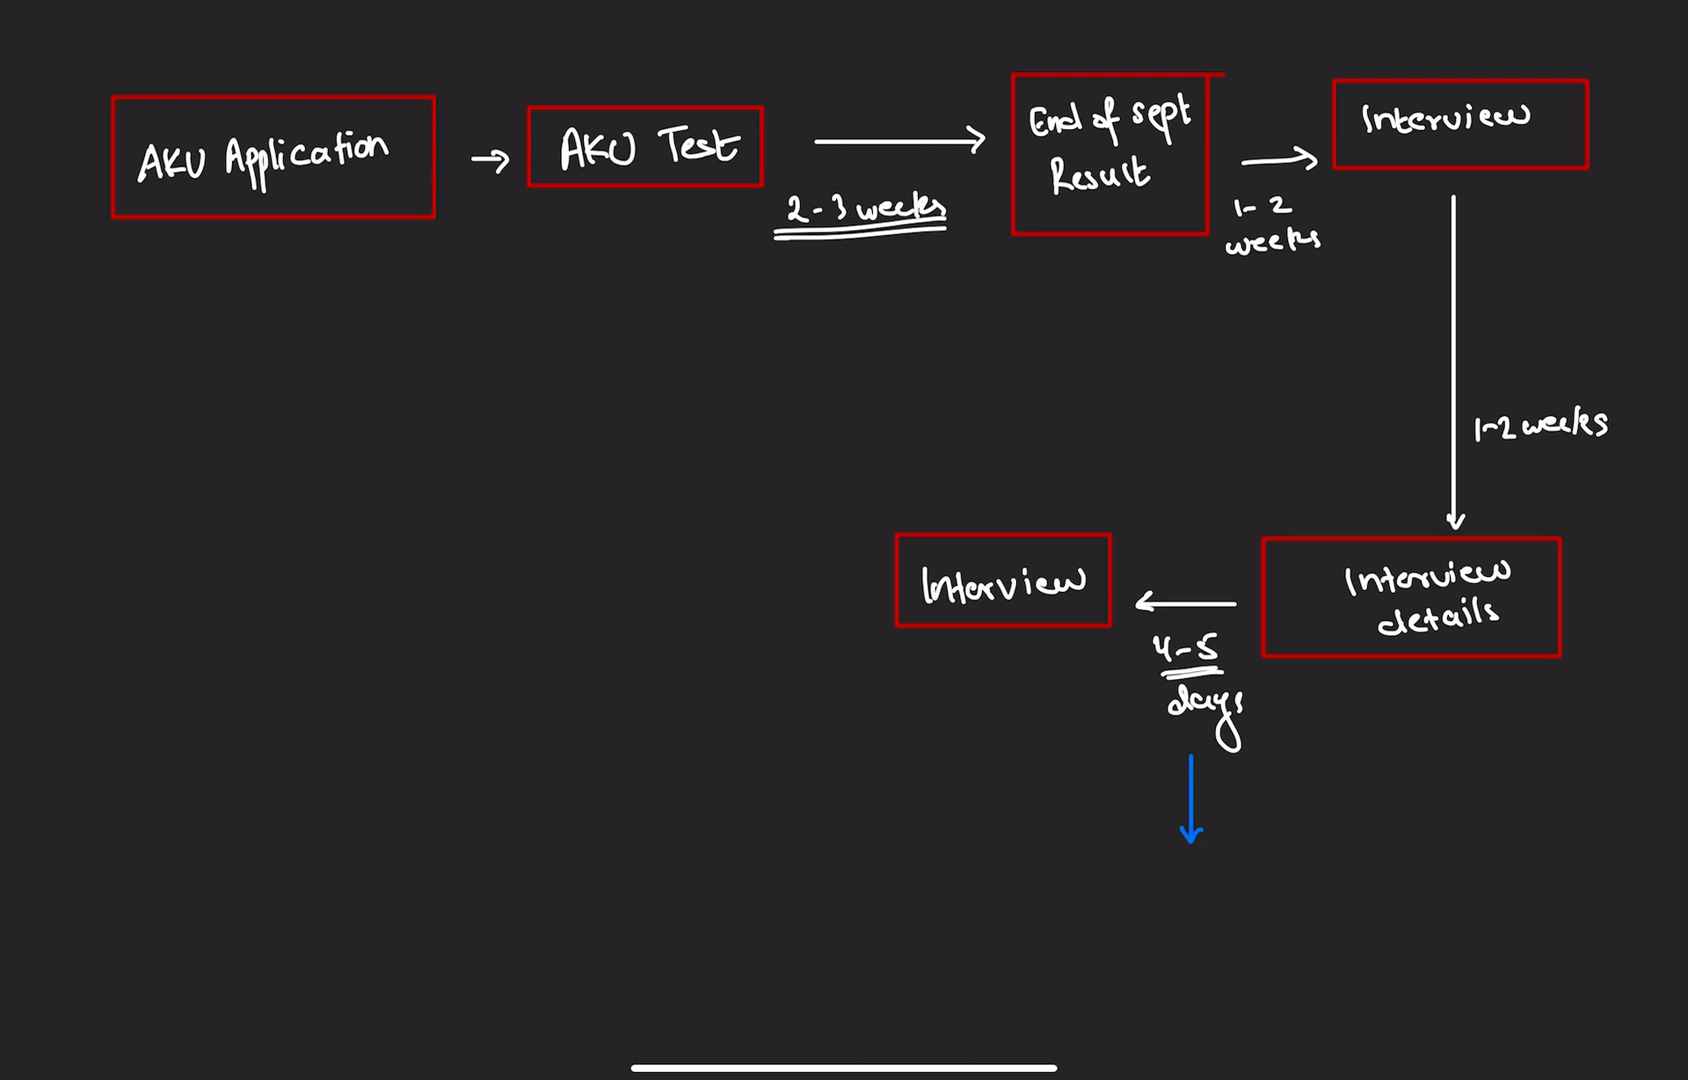 AKU Application
AKU Test
2-3 weeks
End of sept
Result
1-2
weeks
Interview
1-2 weeks
Interview
details
4-5
days
Interview